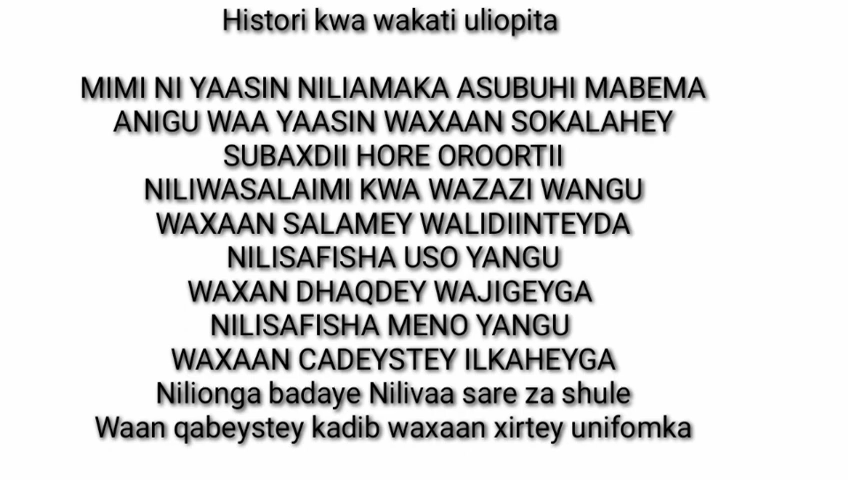 Histori kwa wakati uliopita
MIMI NI YAASIN NILIAMAKA ASUBUHI MABEMA
ANIGU WAA YAASIN WAXAAN SOKALAHEY
SUBAXDII HORE OROORTII
NILIWASALAIMI KWA WAZAZI WANGU
WAXAAN SALAMEY WALIDIINTEYDA
NILISAFISHA USO YANGU
WAXAN DHAQDEY WAJIGEYGA
NILISAFISHA MENO YANGU
WAXAAN CADEYSTEY ILKAHEYGA
Nilionga badaye Nilivaa sare za shule
Waan qabeystey kadib waxaan xirtey unifomka